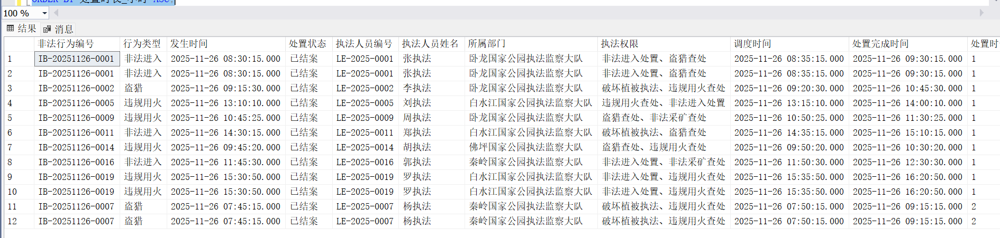 ORDER BY 处置时长_小时 ASC;
100 %
结果 消息
非法行为编号 行为类型 发生时间 处置状态 执法人员编号 执法人员姓名 所属部门 执法权限 调度时间 处置完成时间 处置时
1 IB-20251126-0001 非法进入 2025-11-26 08:30:15.000 已结案 LE-2025-0001 张执法 卧龙国家公园执法监察大队 非法进入处置、盗猎查处 2025-11-26 08:35:15.000 2025-11-26 09:30:15.000 1
2 IB-20251126-0001 非法进入 2025-11-26 08:30:15.000 已结案 LE-2025-0001 张执法 卧龙国家公园执法监察大队 非法进入处置、盗猎查处 2025-11-26 08:35:15.000 2025-11-26 09:30:15.000 1
3 IB-20251126-0002 盗猎 2025-11-26 09:15:30.000 已结案 LE-2025-0002 李执法 卧龙国家公园执法监察大队 破坏植被执法、违规用火查处 2025-11-26 09:20:30.000 2025-11-26 10:45:30.000 1
4 IB-20251126-0005 违规用火 2025-11-26 13:10:10.000 已结案 LE-2025-0005 刘执法 白水江国家公园执法监察大队 违规用火查处、非法进入处置 2025-11-26 13:15:10.000 2025-11-26 14:00:10.000 1
5 IB-20251126-0009 违规用火 2025-11-26 10:45:25.000 已结案 LE-2025-0009 周执法 卧龙国家公园执法监察大队 盗猎查处、非法采矿查处 2025-11-26 10:50:25.000 2025-11-26 11:30:25.000 1
6 IB-20251126-0011 非法进入 2025-11-26 14:30:15.000 已结案 LE-2025-0011 郑执法 白水江国家公园执法监察大队 破坏植被执法、盗猎查处 2025-11-26 14:35:15.000 2025-11-26 15:10:15.000 1
7 IB-20251126-0014 违规用火 2025-11-26 09:45:20.000 已结案 LE-2025-0014 胡执法 佛坪国家公园执法监察大队 盗猎查处、违规用火查处 2025-11-26 09:50:20.000 2025-11-26 10:30:20.000 1
8 IB-20251126-0016 非法进入 2025-11-26 11:45:30.000 已结案 LE-2025-0016 郭执法 秦岭国家公园执法监察大队 非法进入处置、非法采矿查处 2025-11-26 11:50:30.000 2025-11-26 12:30:30.000 1
9 IB-20251126-0019 违规用火 2025-11-26 15:30:50.000 已结案 LE-2025-0019 罗执法 白水江国家公园执法监察大队 非法进入处置、违规用火查处 2025-11-26 15:35:50.000 2025-11-26 16:20:50.000 1
10 IB-20251126-0019 违规用火 2025-11-26 15:30:50.000 已结案 LE-2025-0019 罗执法 白水江国家公园执法监察大队 非法进入处置、违规用火查处 2025-11-26 15:35:50.000 2025-11-26 16:20:50.000 1
11 IB-20251126-0007 盗猎 2025-11-26 07:45:15.000 已结案 LE-2025-0007 杨执法 秦岭国家公园执法监察大队 破坏植被执法、违规用火查处 2025-11-26 07:50:15.000 2025-11-26 09:15:15.000 2
12 IB-20251126-0007 盗猎 2025-11-26 07:45:15.000 已结案 LE-2025-0007 杨执法 秦岭国家公园执法监察大队 破坏植被执法、违规用火查处 2025-11-26 07:50:15.000 2025-11-26 09:15:15.000 2